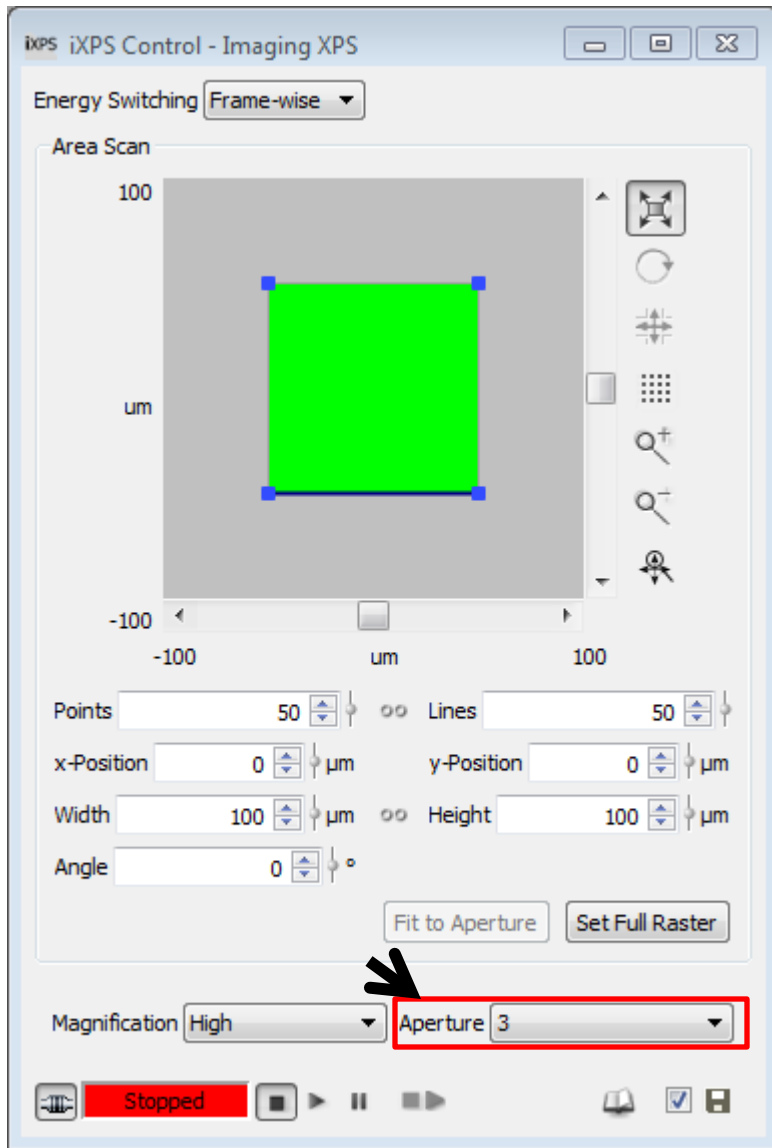 iXPS iXPS Control - Imaging XPS
Energy Switching Frame-wise
Area Scan
100
um
-100
-100 um 100
Points 50 Lines 50
x-Position 0 µm y-Position 0 µm
Width 100 µm Height 100 µm
Angle 0 °
Fit to Aperture Set Full Raster
Magnification High Aperture 3
Stopped